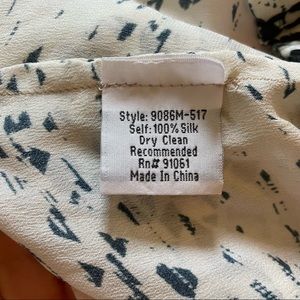 Style: 9086M-517
Self: 100% Silk
Dry Clean
Recommended
Rn# 91061
Made In China